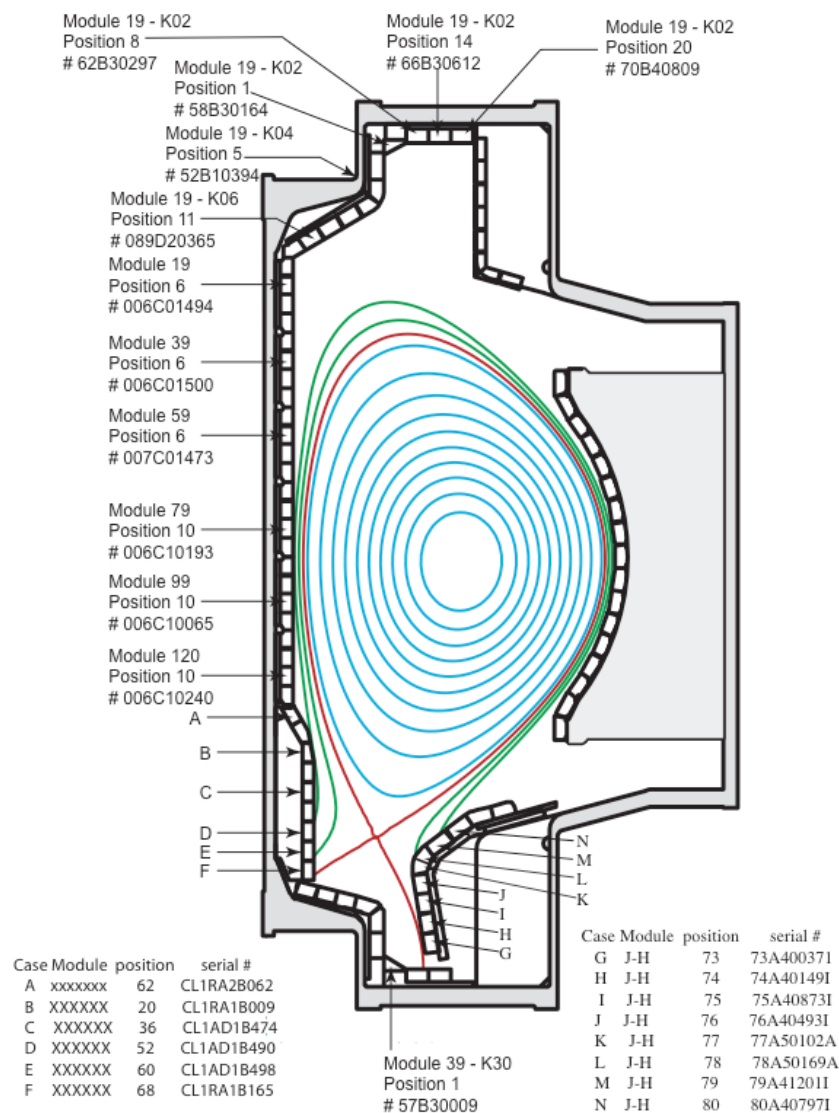 Module 19 - K02
Position 8
# 62B30297
Module 19 - K02
Position 14
# 66B30612
Module 19 - K02
Position 20
# 70B40809
Module 19 - K02
Position 1
# 58B30164
Module 19 - K04
Position 5
# 52B10394
Module 19 - K06
Position 11
# 089D20365
Module 19
Position 6
# 006C01494
Module 39
Position 6
# 006C01500
Module 59
Position 6
# 007C01473
Module 79
Position 10
# 006C10193
Module 99
Position 10
# 006C10065
Module 120
Position 10
# 006C10240
A
B
C
D
E
F
N
M
L
K
J
I
H
G
Case Module position serial #
A xxxxxxx 62 CL1RA2B062
B XXXXXX 20 CL1RA1B009
C XXXXXX 36 CL1AD1B474
D XXXXXX 52 CL1AD1B490
E XXXXXX 60 CL1AD1B498
F XXXXXX 68 CL1RA1B165
Module 39 - K30
Position 1
# 57B30009
Case Module position serial #
G J-H 73 73A400371
H J-H 74 74A40149I
I J-H 75 75A40873I
J J-H 76 76A40493I
K J-H 77 77A50102A
L J-H 78 78A50169A
M J-H 79 79A41201I
N J-H 80 80A40797I